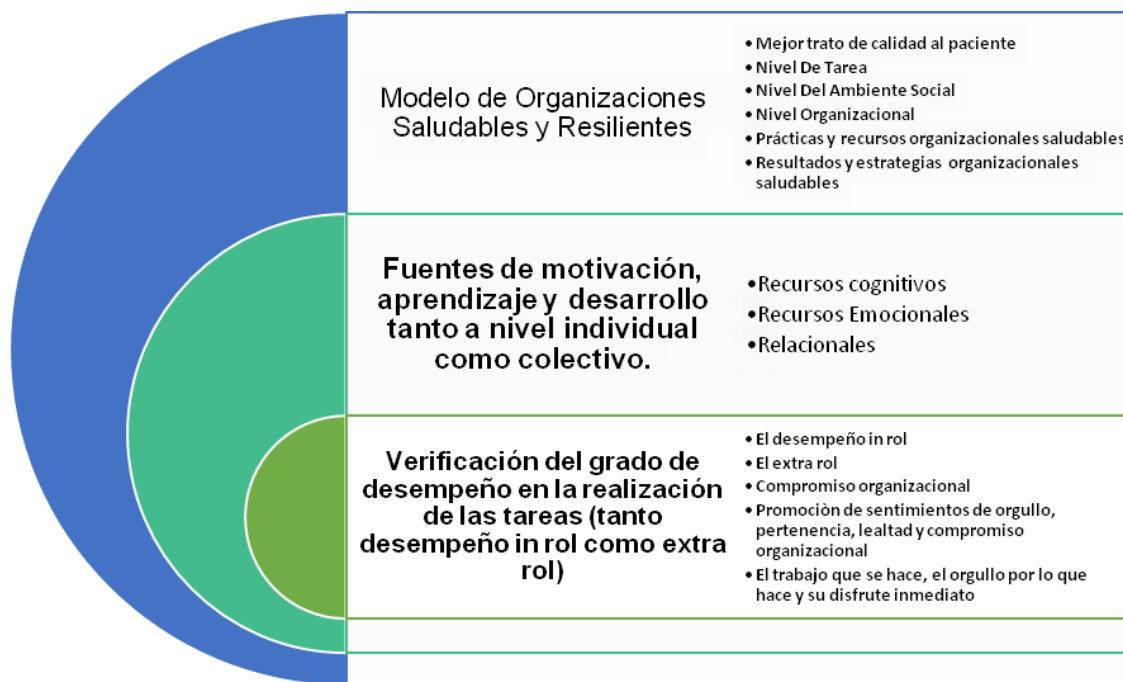 Modelo de Organizaciones
Saludables y Resilientes
• Mejor trato de calidad al paciente
• Nivel De Tarea
• Nivel Del Ambiente Social
• Nivel Organizacional
• Prácticas y recursos organizacionales saludables
• Resultados y estrategias organizacionales
saludables
Fuentes de motivación,
aprendizaje y desarrollo
tanto a nivel individual
como colectivo.
•Recursos cognitivos
•Recursos Emocionales
•Relacionales
Verificación del grado de
desempeño en la realización
de las tareas (tanto
desempeño in rol como extra
rol)
• El desempeño in rol
• El extra rol
• Compromiso organizacional
• Promociòn de sentimientos de orgullo,
pertenencia, lealtad y compromiso
organizacional
• El trabajo que se hace, el orgullo por lo que
hace y su disfrute inmediato